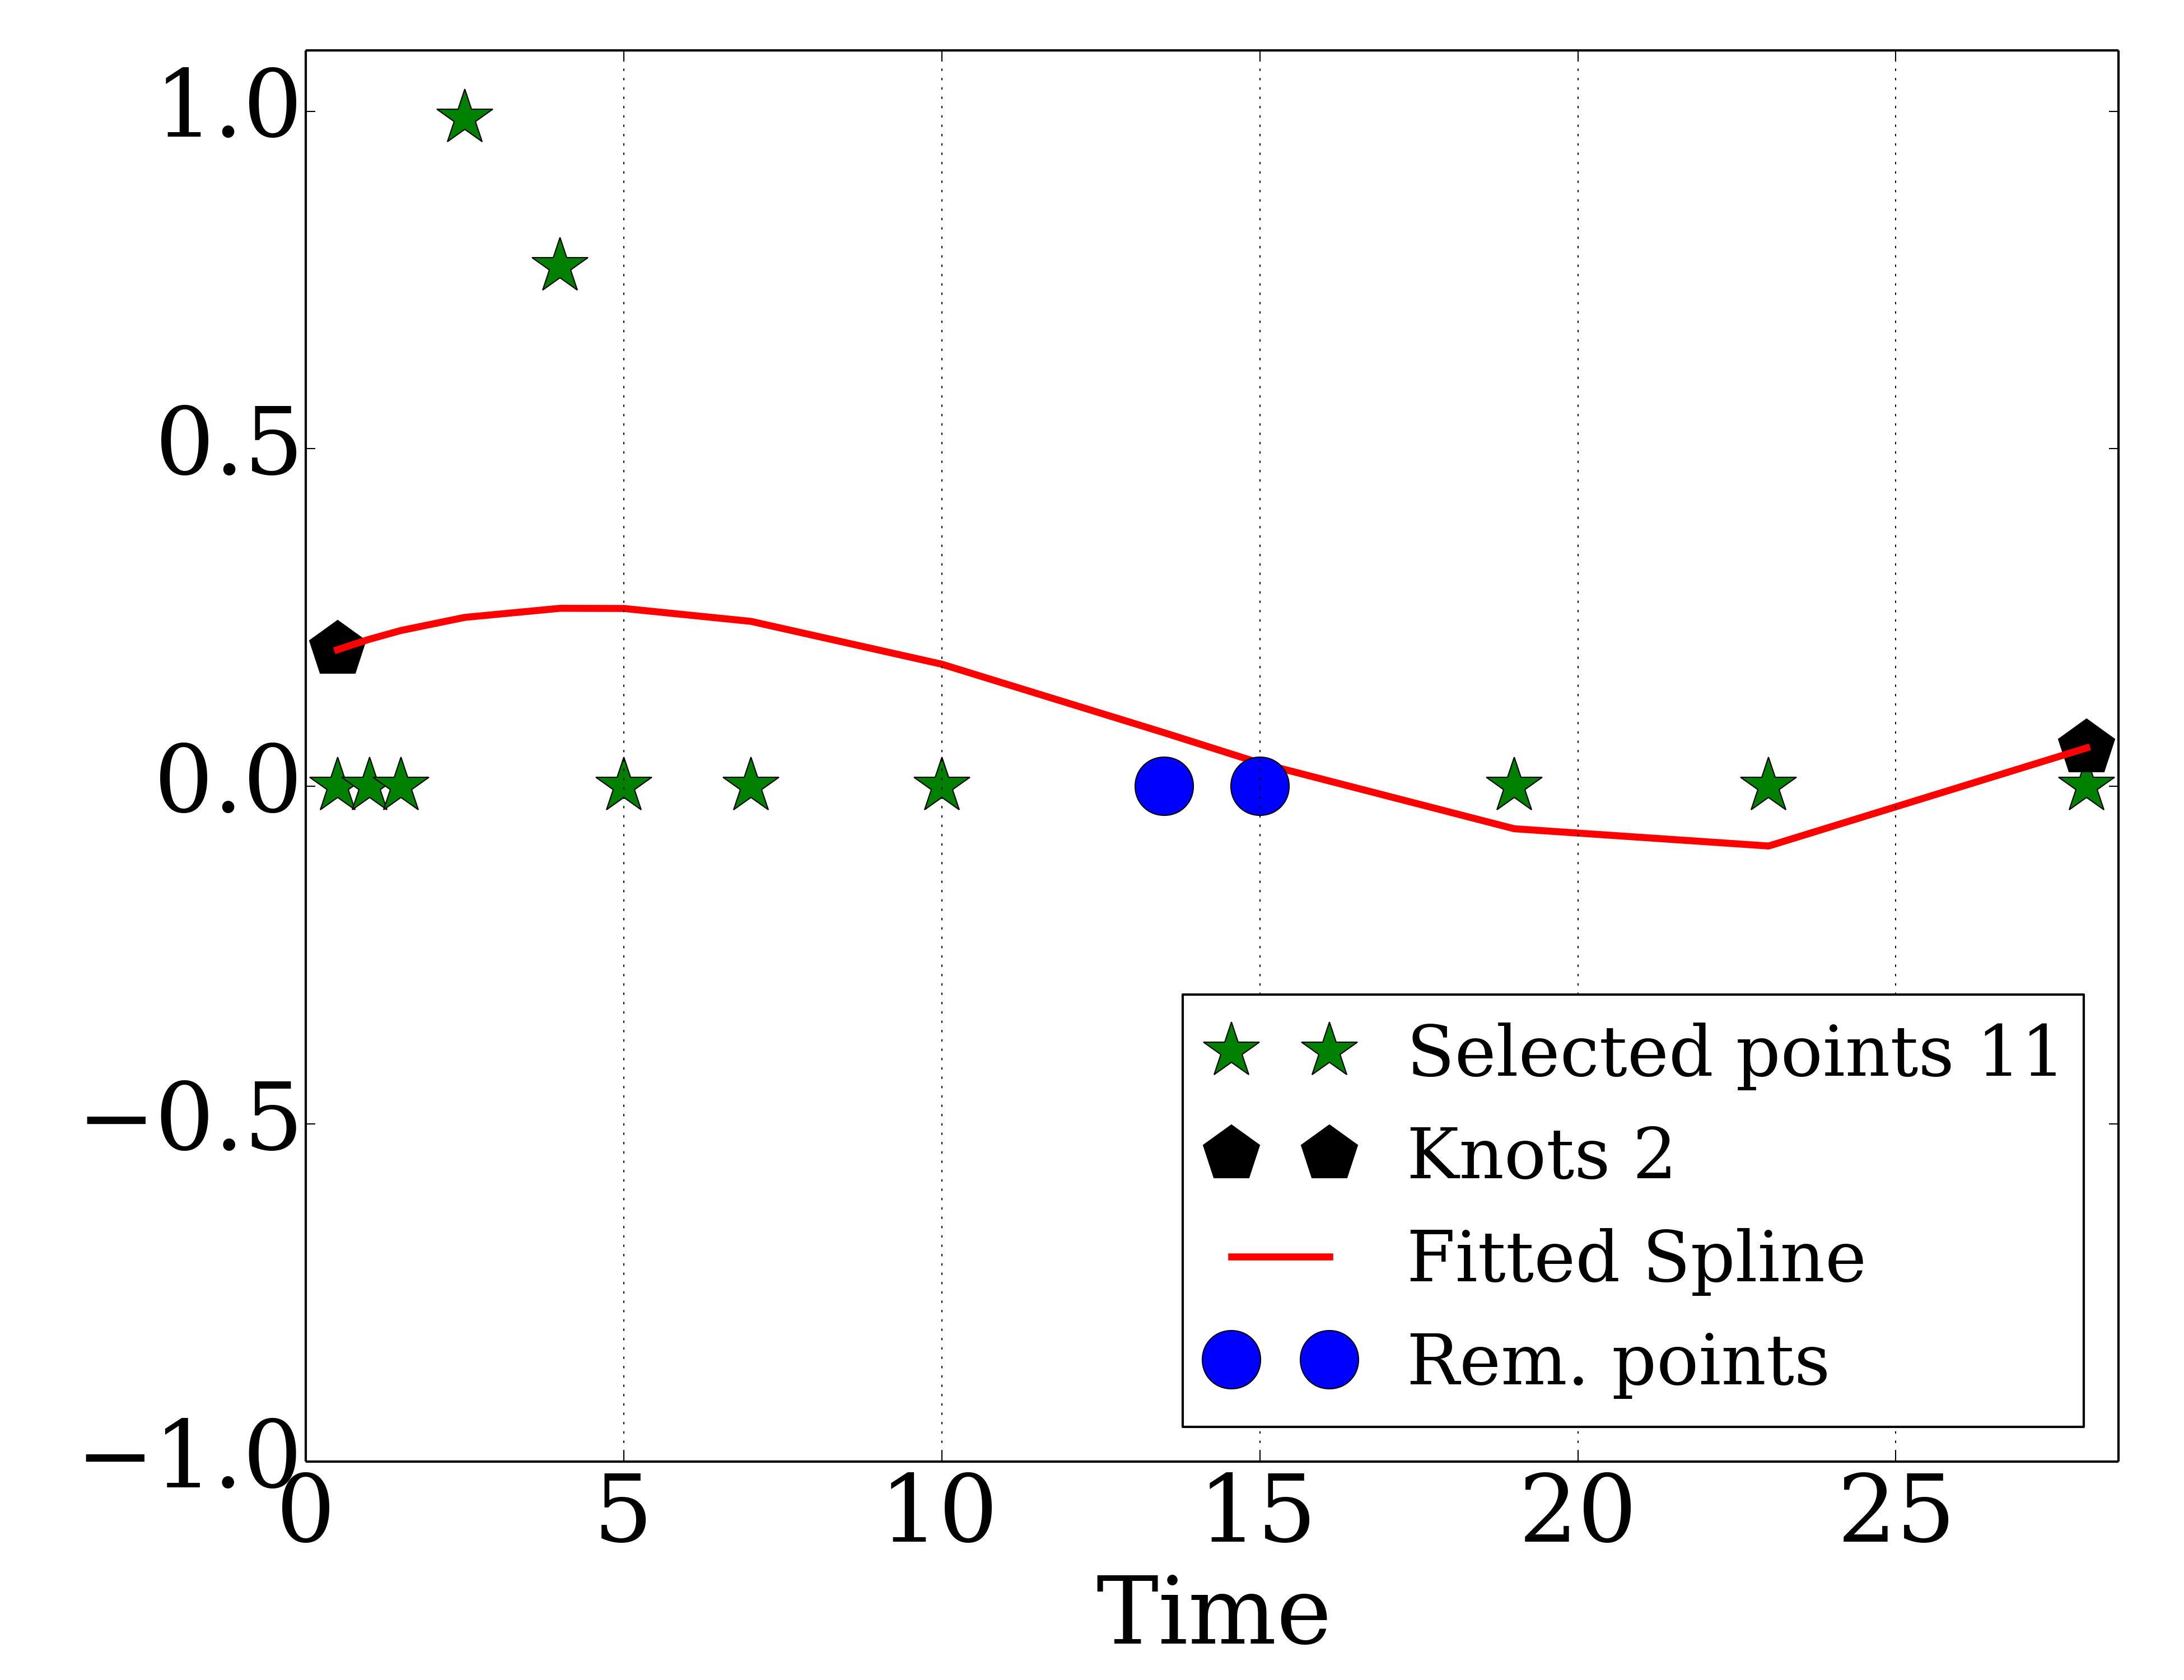 1.0
0.5
0.0
−0.5
−1.0
0 5 10 15 20 25
Time
Selected points 11
Knots 2
Fitted Spline
Rem. points